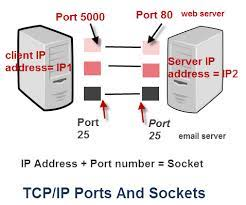 Port 5000
Port 80
web server
client IP
address= IP1
Server IP
address = IP2
Port
25
Port
25
email server
IP Address + Port number = Socket
TCP/IP Ports And Sockets